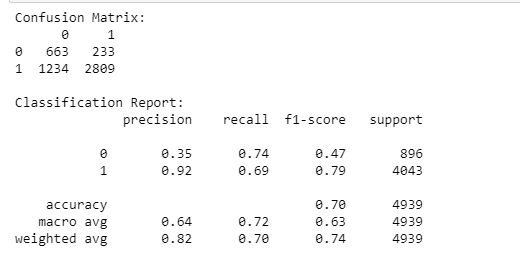 Confusion Matrix:
0 1
0 663 233
1 1234 2809
Classification Report:
precision recall f1-score support
0 0.35 0.74 0.47 896
1 0.92 0.69 0.79 4043
accuracy 0.70 4939
macro avg 0.64 0.72 0.63 4939
weighted avg 0.82 0.70 0.74 4939